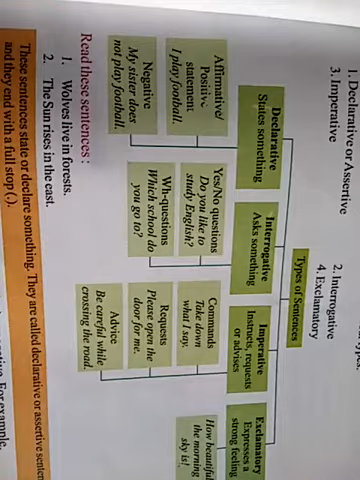 types.
1. Declarative or Assertive
2. Interrogative
3. Imperative
4. Exclamatory
Types of Sentences
Declarative
States something
Interrogative
Asks something
Imperative
Instructs, requests
or advises
Exclamatory
Expresses a
strong feeling
Affirmative/
Positive
statement.
I play football.
Negative
My sister does
not play football.
Yes/No questions
Do you like to
study English?
Wh-questions
Which school do
you go to?
Commands
Take down
what I say.
Requests
Please open the
door for me.
Advice
Be careful while
crossing the road.
How beautiful
the morning
sky is!
Read these sentences :
1. Wolves live in forests.
2. The Sun rises in the east.
These sentences state or declare something. They are called declarative or assertive
and they end with a full stop (.).
For example,